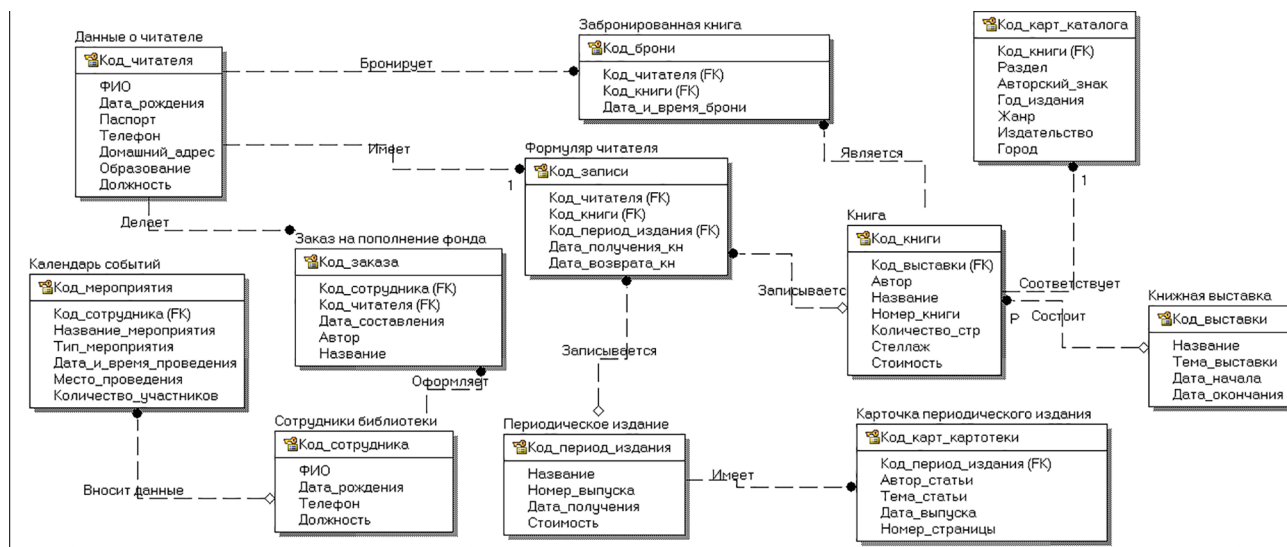 Данные о читателе
Код_читателя
ФИО
Дата_рождения
Паспорт
Телефон
Домашний_адрес
Образование
Должность
Бронирует
Забронированная книга
Код_брони
Код_читателя (FK)
Код_книги (FK)
Дата_и_время_брони
Код_карт_каталога
Код_книги (FK)
Раздел
Авторский_знак
Год_издания
Жанр
Издательство
Город
Имеет
1
Формуляр читателя
Код_записи
Код_читателя (FK)
Код_книги (FK)
Код_период_издания (FK)
Дата_получения_кн
Дата_возврата_кн
Является
1
Делает
Заказ на пополнение фонда
Код_заказа
Код_сотрудника (FK)
Код_читателя (FK)
Дата_составления
Автор
Название
Книга
Код_книги
Код_выставки (FK)
Автор
Название
Номер_книги
Количество_стр
Стеллаж
Стоимость
Записываетс
Соответствует
P
Состоит
Календарь событий
Код_мероприятия
Код_сотрудника (FK)
Название_мероприятия
Тип_мероприятия
Дата_и_время_проведения
Место_проведения
Количество_участников
Книжная выставка
Код_выставки
Название
Тема_выставки
Дата_начала
Дата_окончания
Записывается
Оформляет
Сотрудники библиотеки
Код_сотрудника
ФИО
Дата_рождения
Телефон
Должность
Вносит данные
Периодическое издание
Код_период_издания
Название
Номер_выпуска
Дата_получения
Стоимость
Имеет
Карточка периодического издания
Код_карт_картотеки
Код_период_издания (FK)
Автор_статьи
Тема_статьи
Дата_выпуска
Номер_страницы